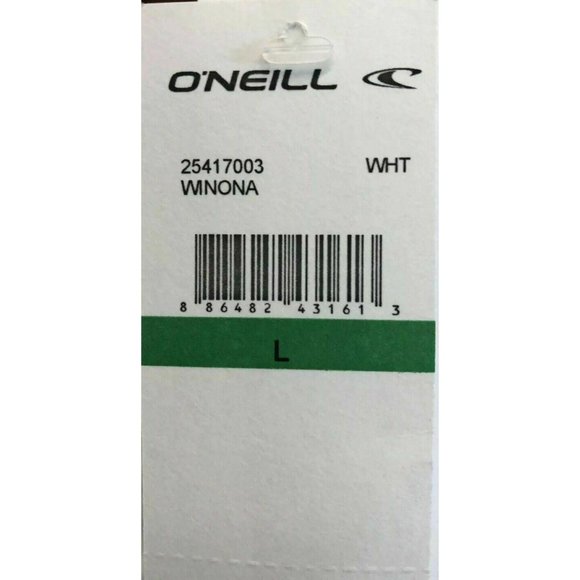 O'NEILL
25417003 WHT
WINONA
8 86482 43161 3
L